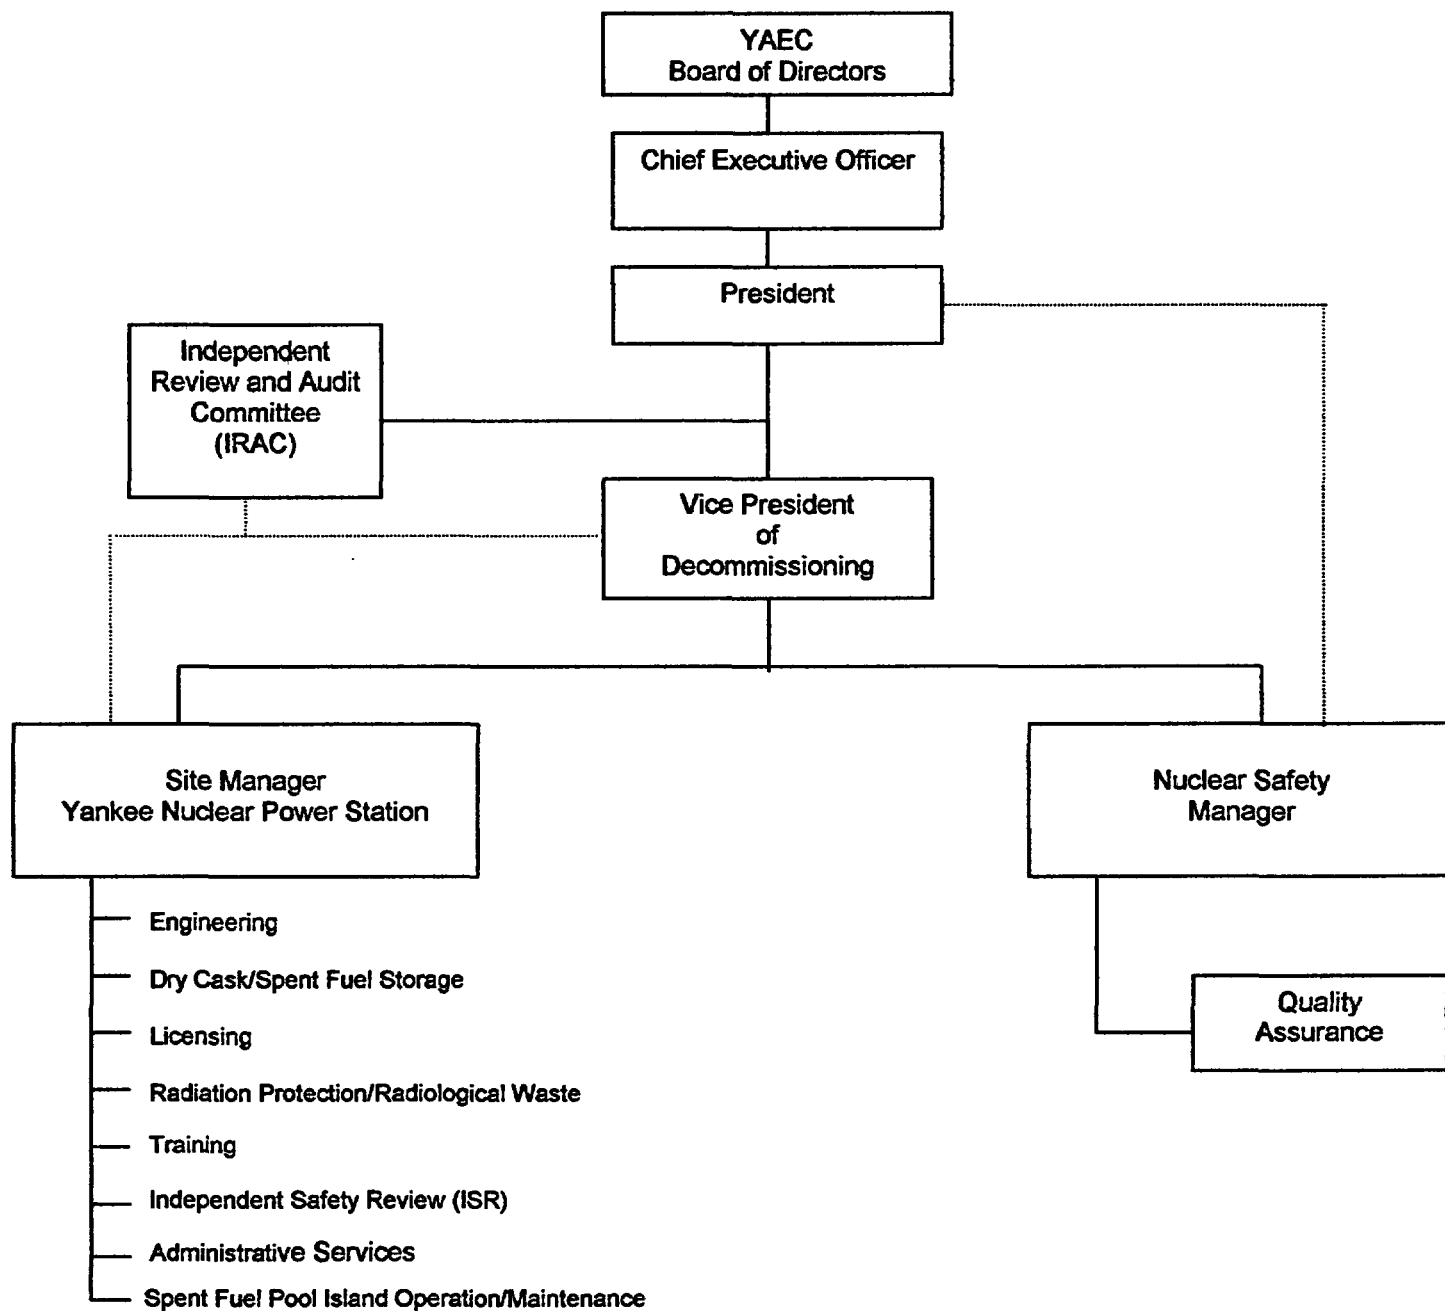 YAEC
Board of Directors
Chief Executive Officer
President
Independent
Review and Audit
Committee
(IRAC)
Vice President
of
Decommissioning
Site Manager
Yankee Nuclear Power Station
Nuclear Safety
Manager
Engineering
Dry Cask/Spent Fuel Storage
Licensing
Radiation Protection/Radiological Waste
Training
Independent Safety Review (ISR)
Administrative Services
Spent Fuel Pool Island Operation/Maintenance
Quality
Assurance